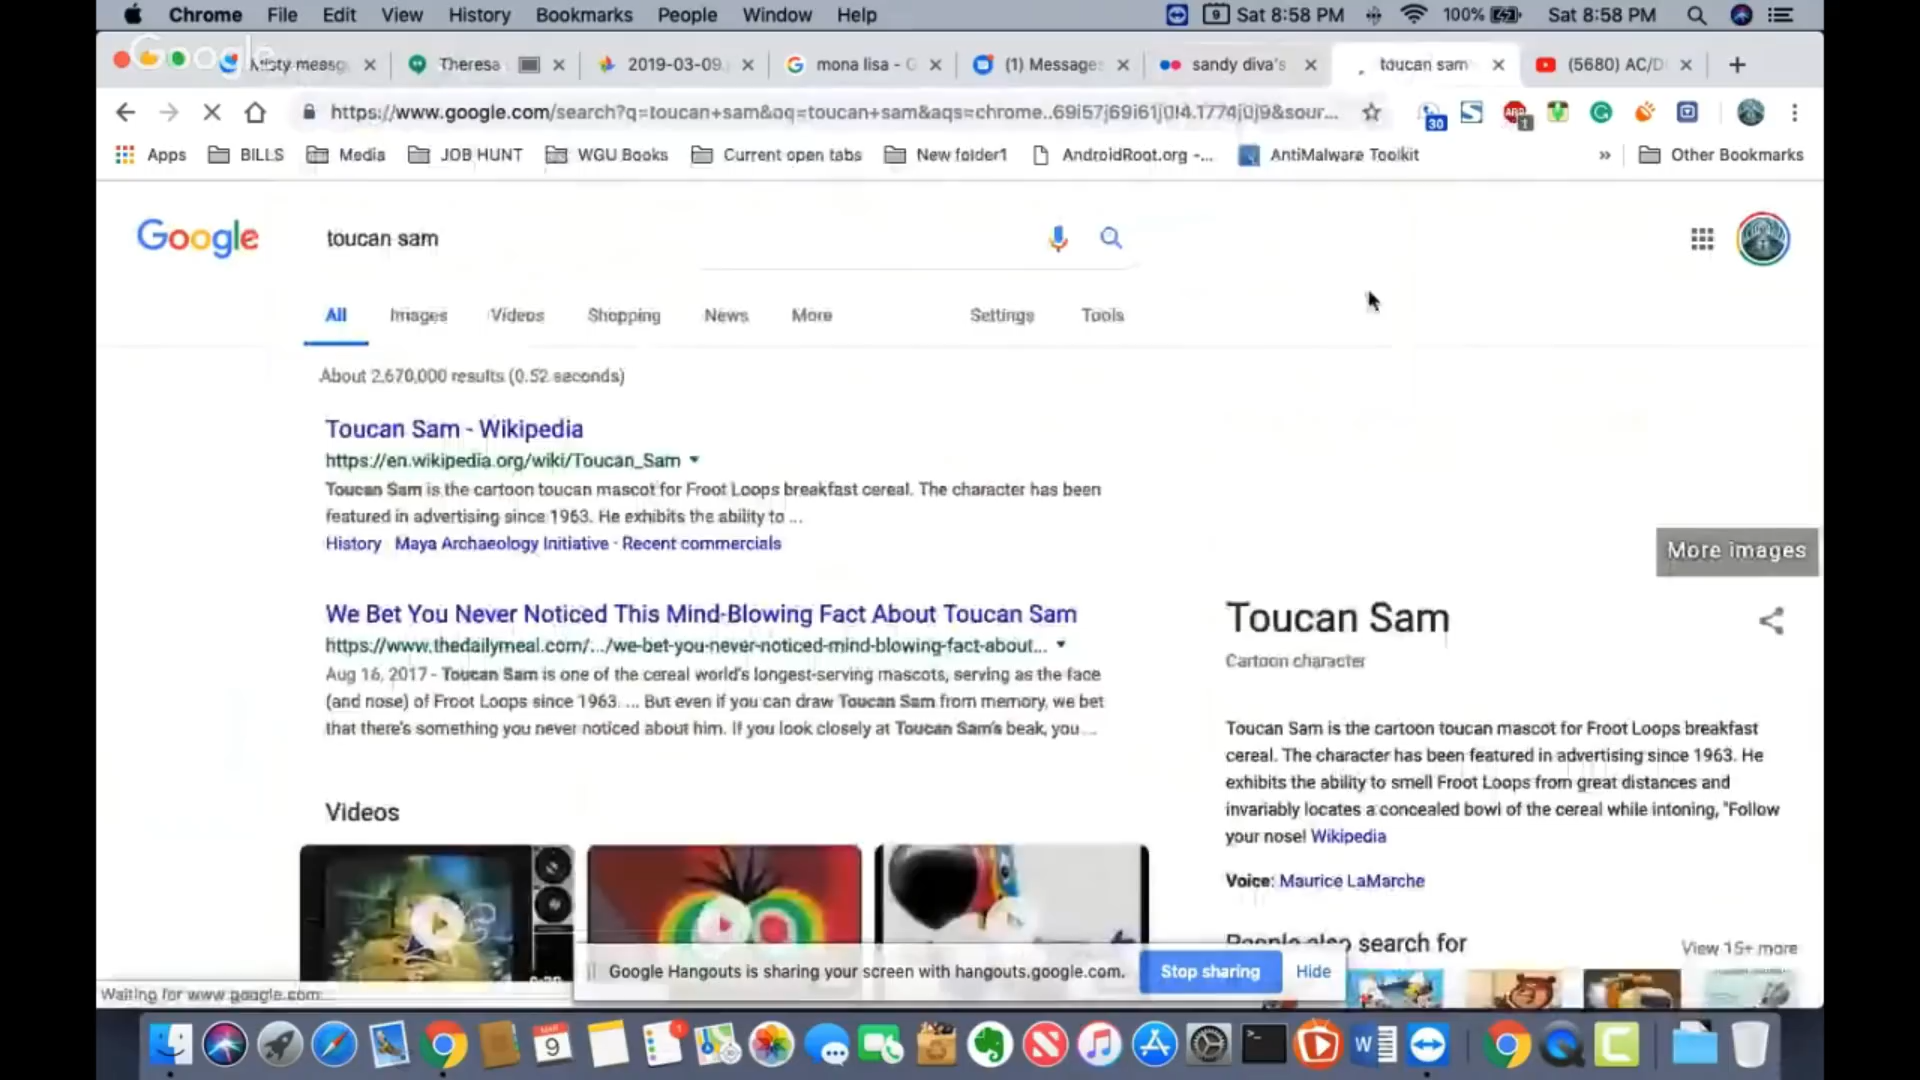 Chrome File Edit View History Bookmarks People Window Help 9 Sat 8:58 PM 100% Sat 8:58 PM
Google
Misty messg Theresa 2019-03-09. mona lisa - G (1) Message: sandy diva's toucan sam (5680) AC/D
https://www.google.com/search?q=toucan+sam&oq=toucan+sam&aqs=chrome..69i57j69i61j0l4.1774j0j9&sour... 30 ABP 1
Apps BILLS Media JOB HUNT WGU Books Current open tabs New folder1 AndroidRoot.org -... AntiMalware Toolkit » Other Bookmarks
Google toucan sam
All Images Videos Shopping News More Settings Tools
About 2,670,000 results (0.52 seconds)
Toucan Sam - Wikipedia
https://en.wikipedia.org/wiki/Toucan_Sam
Toucan Sam is the cartoon toucan mascot for Froot Loops breakfast cereal. The character has been
featured in advertising since 1963. He exhibits the ability to ...
History · Maya Archaeology Initiative · Recent commercials
We Bet You Never Noticed This Mind-Blowing Fact About Toucan Sam
https://www.thedailymeal.com/.../we-bet-you-never-noticed-mind-blowing-fact-about...
Aug 16, 2017 - Toucan Sam is one of the cereal world's longest-serving mascots, serving as the face
(and nose) of Froot Loops since 1963. ... But even if you can draw Toucan Sam from memory, we bet
that there's something you never noticed about him. If you look closely at Toucan Sam's beak, you ...
Videos
More images
Toucan Sam
Cartoon character
Toucan Sam is the cartoon toucan mascot for Froot Loops breakfast
cereal. The character has been featured in advertising since 1963. He
exhibits the ability to smell Froot Loops from great distances and
invariably locates a concealed bowl of the cereal while intoning, "Follow
your nose! Wikipedia
Voice: Maurice LaMarche
People also search for View 15+ more
Google Hangouts is sharing your screen with hangouts.google.com. Stop sharing Hide
Waiting for www.google.com...
MAR
9
1
W